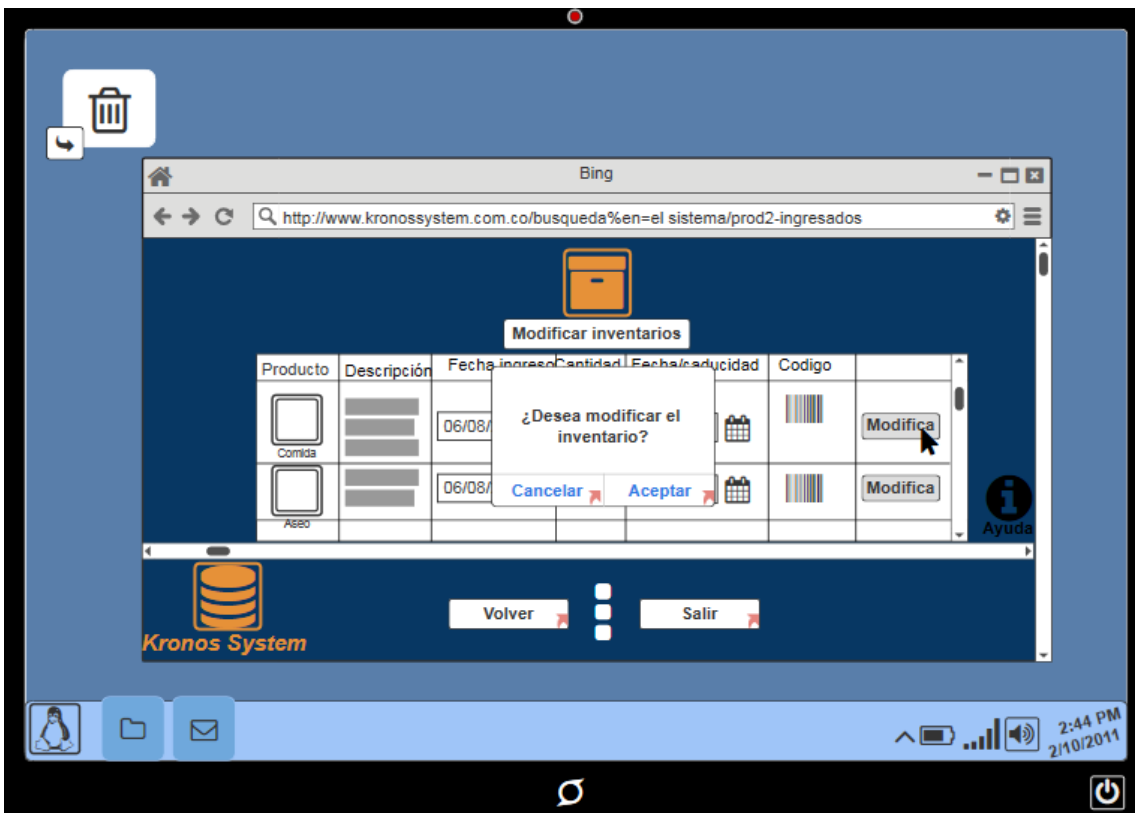 Bing
http://www.kronossystem.com.co/busqueda%en=el sistema/prod2-ingresados
Modificar inventarios
Producto Descripción Fecha ingreso Cantidad Fecha/caducidad Codigo
¿Desea modificar el
inventario?
06/08/
Modifica
Comida
06/08/
Cancelar Aceptar
Modifica
Aseo
Ayuda
Volver Salir
Kronos System
2:44 PM
2/10/2011